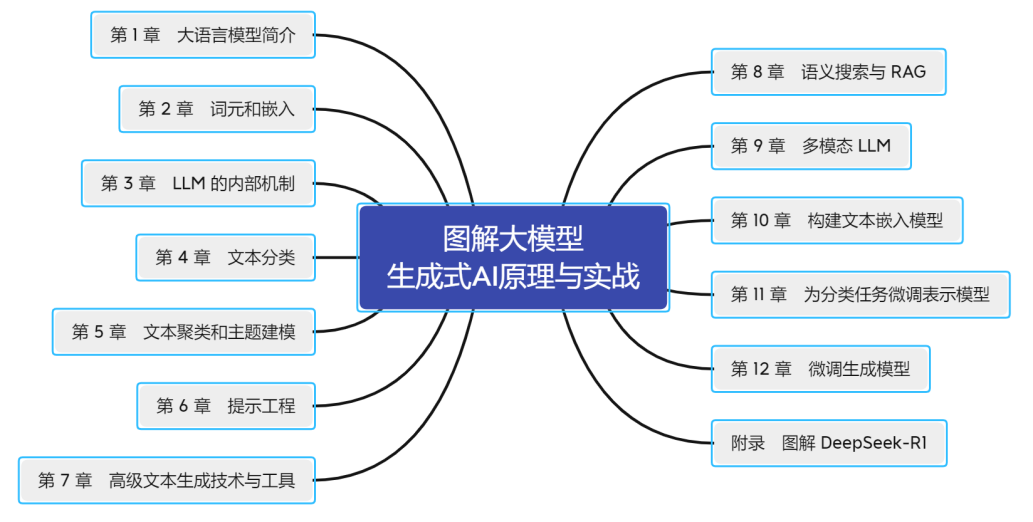 第 1 章 大语言模型简介
第 2 章 词元和嵌入
第 3 章 LLM 的内部机制
第 4 章 文本分类
第 5 章 文本聚类和主题建模
第 6 章 提示工程
第 7 章 高级文本生成技术与工具
图解大模型
生成式AI原理与实战
第 8 章 语义搜索与 RAG
第 9 章 多模态 LLM
第 10 章 构建文本嵌入模型
第 11 章 为分类任务微调表示模型
第 12 章 微调生成模型
附录 图解 DeepSeek-R1